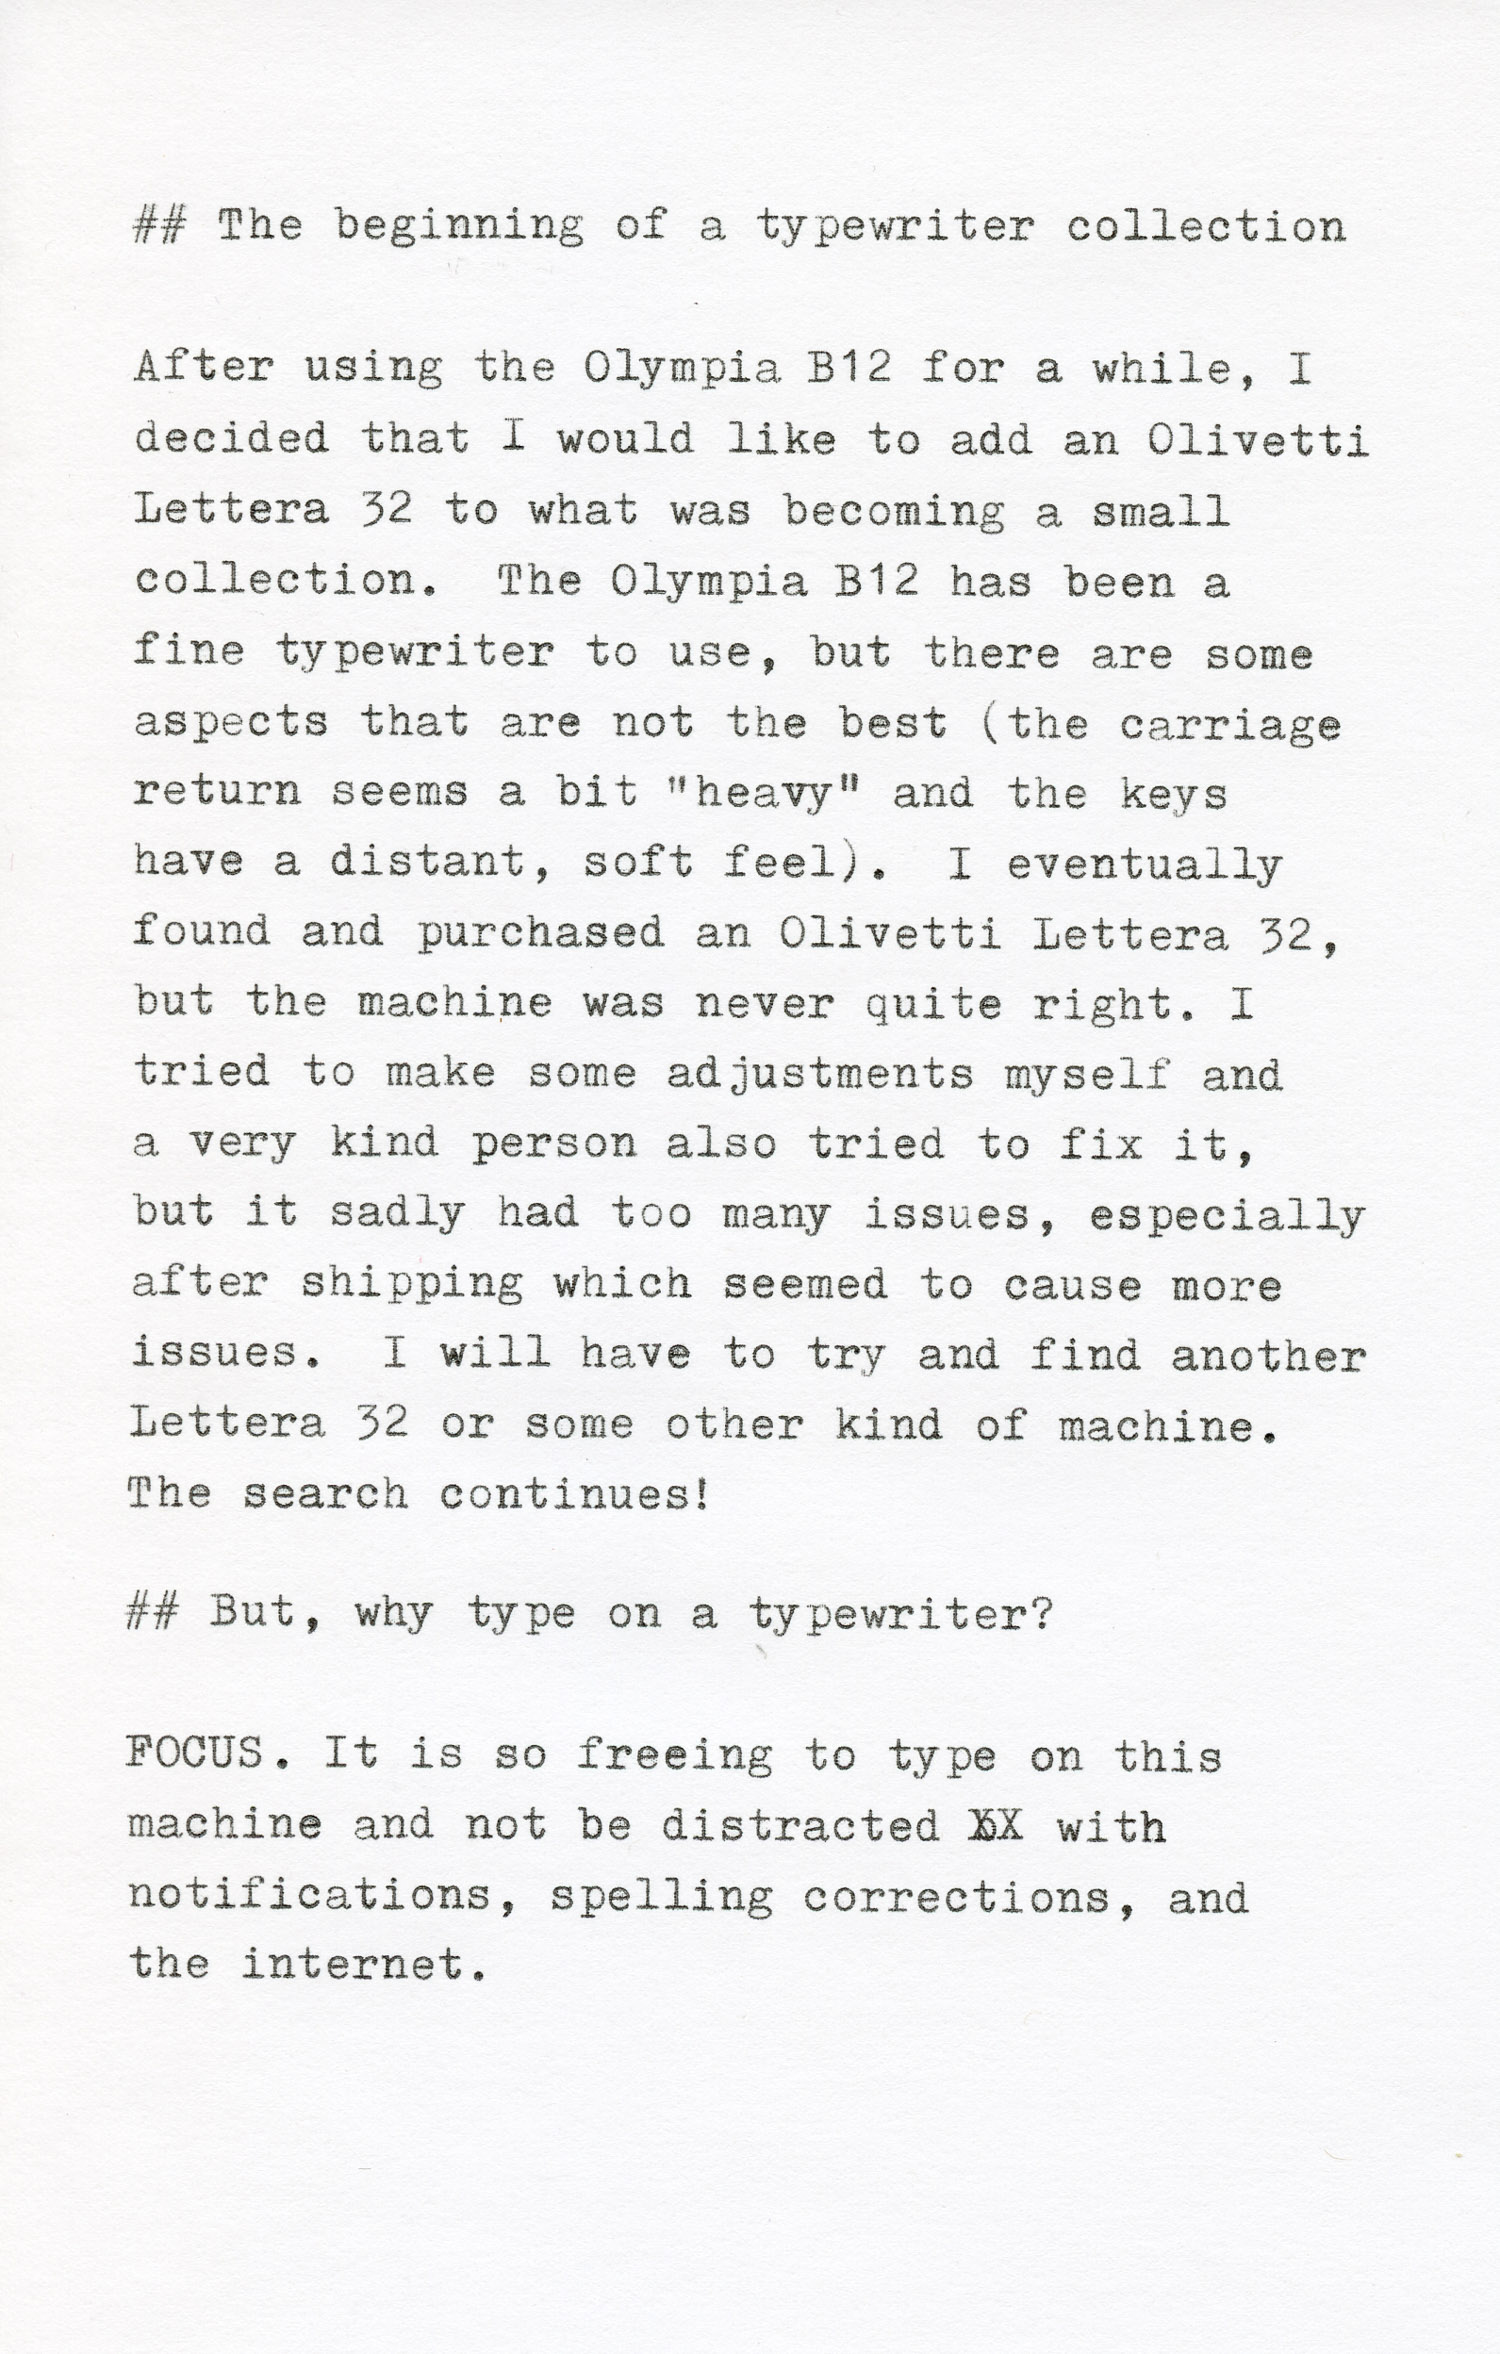 ## The beginning of a typewriter collection
After using the Olympia B12 for a while, I
decided that I would like to add an Olivetti
Lettera 32 to what was becoming a small
collection.  The Olympia B12 has been a
fine typewriter to use, but there are some
aspects that are not the best (the carriage
return seems a bit "heavy" and the keys
have a distant, soft feel).  I eventually
found and purchased an Olivetti Lettera 32,
but the machine was never quite right. I
tried to make some adjustments myself and
a very kind person also tried to fix it,
but it sadly had too many issues, especially
after shipping which seemed to cause more
issues.  I will have to try and find another
Lettera 32 or some other kind of machine.
The search continues!
## But, why type on a typewriter?
FOCUS. It is so freeing to type on this
machine and not be distracted with
notifications, spelling corrections, and
the internet.